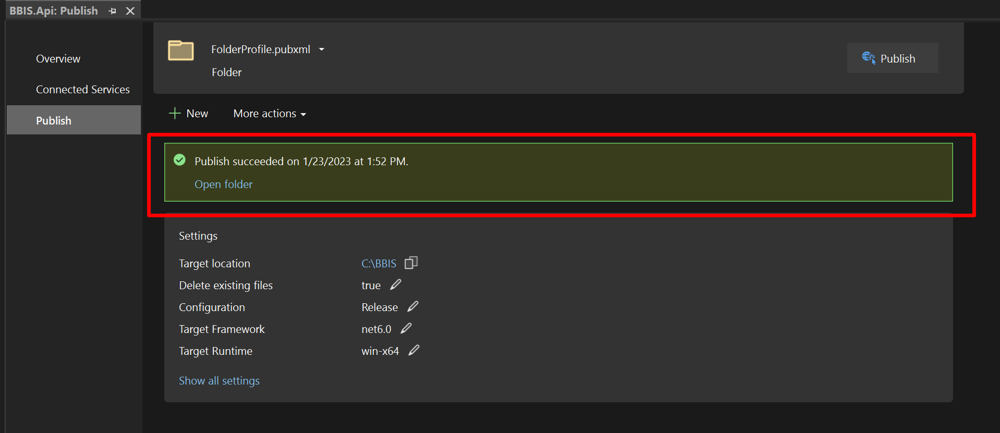 BBIS.Api: Publish
Overview
Connected Services
Publish
FolderProfile.pubxml
Folder
Publish
New
More actions
Publish succeeded on 1/23/2023 at 1:52 PM.
Open folder
Settings
Target location C:\BBIS
Delete existing files true
Configuration Release
Target Framework net6.0
Target Runtime win-x64
Show all settings